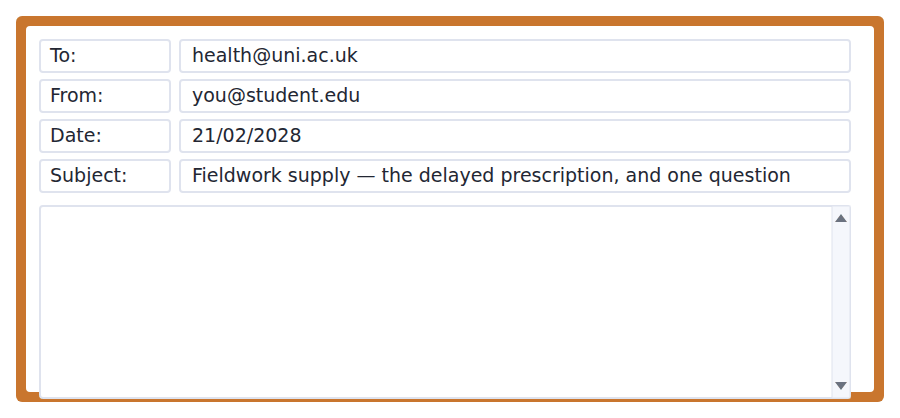 To: health@uni.ac.uk
From: you@student.edu
Date: 21/02/2028
Subject: Fieldwork supply — the delayed prescription, and one question